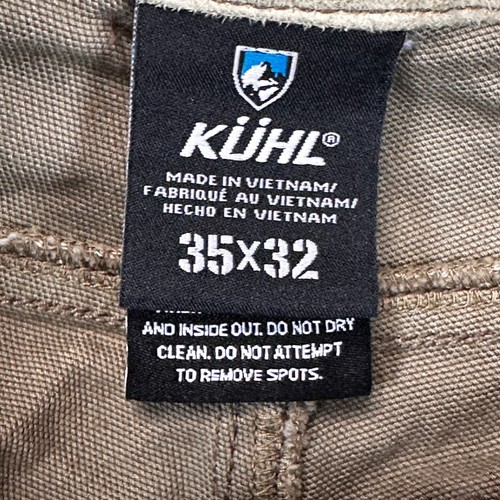 KÜHL®
MADE IN VIETNAM/
FABRIQUÉ AU VIETNAM/
HECHO EN VIETNAM
35X32
AND INSIDE OUT. DO NOT DRY
CLEAN. DO NOT ATTEMPT
TO REMOVE SPOTS.